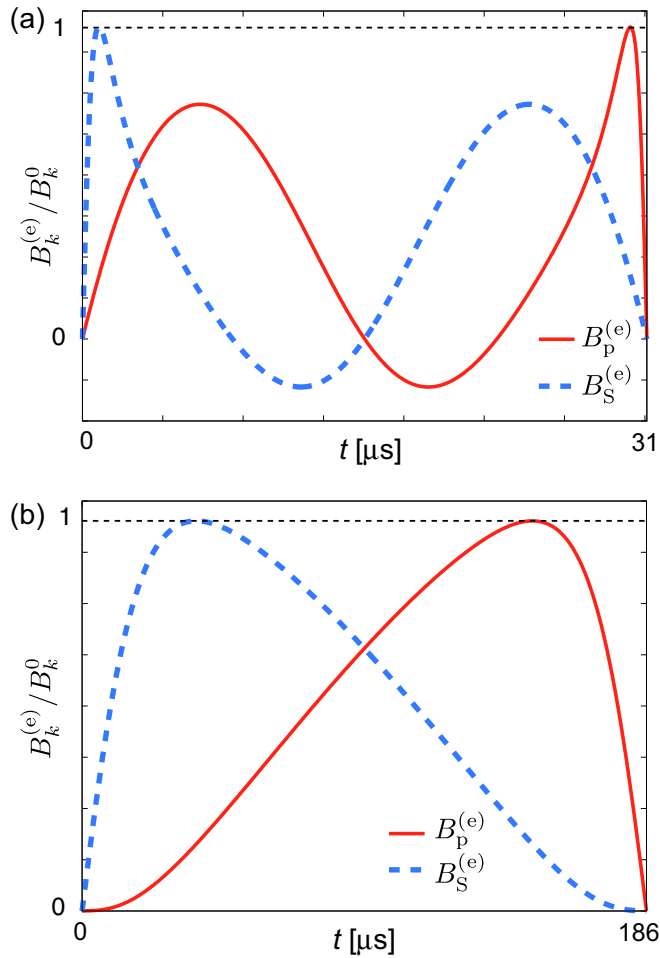 (a)
1
B_k^(e)/B_k^0
0
B_p^(e)
B_S^(e)
0
31
t [μs]
(b)
1
B_k^(e)/B_k^0
B_p^(e)
B_S^(e)
0
0
186
t [μs]